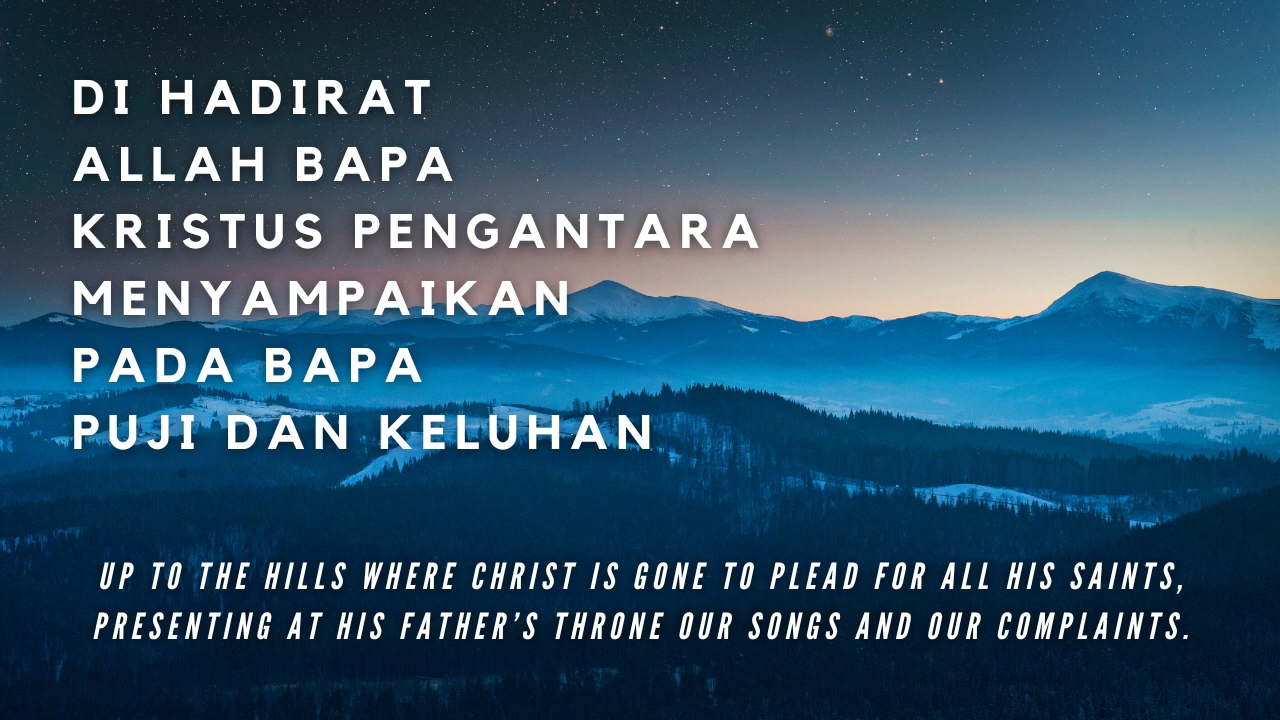 DI HADIRAT
ALLAH BAPA
KRISTUS PENGANTARA
MENYAMPAIKAN
PADA BAPA
PUJI DAN KELUHAN
UP TO THE HILLS WHERE CHRIST IS GONE TO PLEAD FOR ALL HIS SAINTS,
PRESENTING AT HIS FATHER'S THRONE OUR SONGS AND OUR COMPLAINTS.